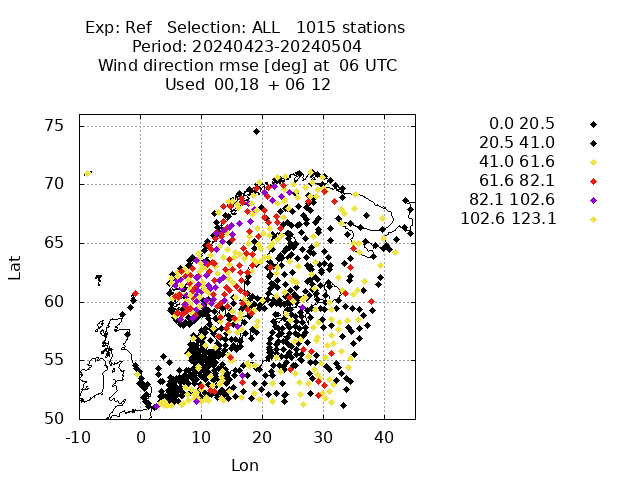 Exp: Ref   Selection: ALL   1015 stations
Period: 20240423-20240504
Wind direction rmse [deg] at  06 UTC
Used  00,18  + 06 12
0.0 20.5
20.5 41.0
41.0 61.6
61.6 82.1
82.1 102.6
102.6 123.1
75
70
65
60
55
50
Lat
-10 0 10 20 30 40
Lon